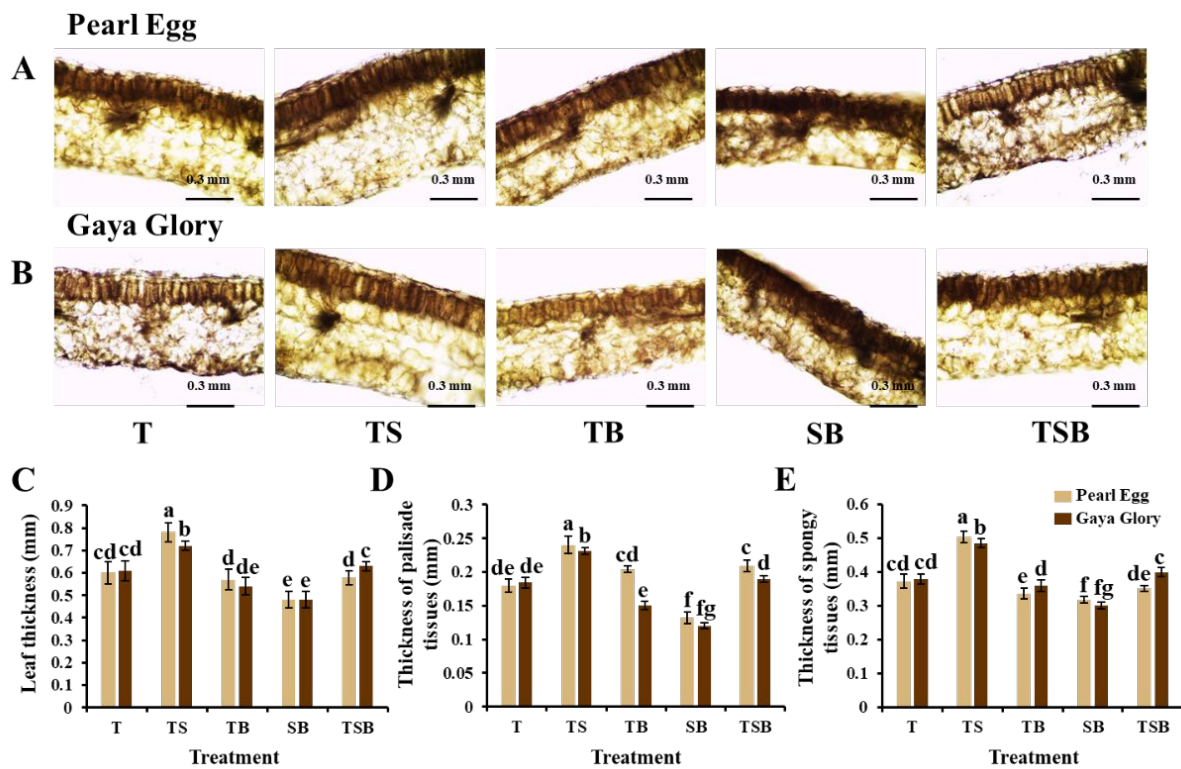 Pearl Egg
A
0.3 mm
0.3 mm
0.3 mm
0.3 mm
0.3 mm
Gaya Glory
B
0.3 mm
0.3 mm
0.3 mm
0.3 mm
0.3 mm
T TS TB SB TSB
C
Leaf thickness (mm)
0.9
0.8
0.7
0.6
0.5
0.4
0.3
0.2
0.1
0
cd cd
a b
d de
e e
d c
T TS TB SB TSB
Treatment
D
Thickness of palisade
tissues (mm)
0.3
0.25
0.2
0.15
0.1
0.05
0
de de
a b
cd e
f fg
c d
T TS TB SB TSB
Treatment
E
Thickness of spongy
tissues (mm)
0.6
0.5
0.4
0.3
0.2
0.1
0
cd cd
a b
e d
f fg
de c
Pearl Egg
Gaya Glory
T TS TB SB TSB
Treatment